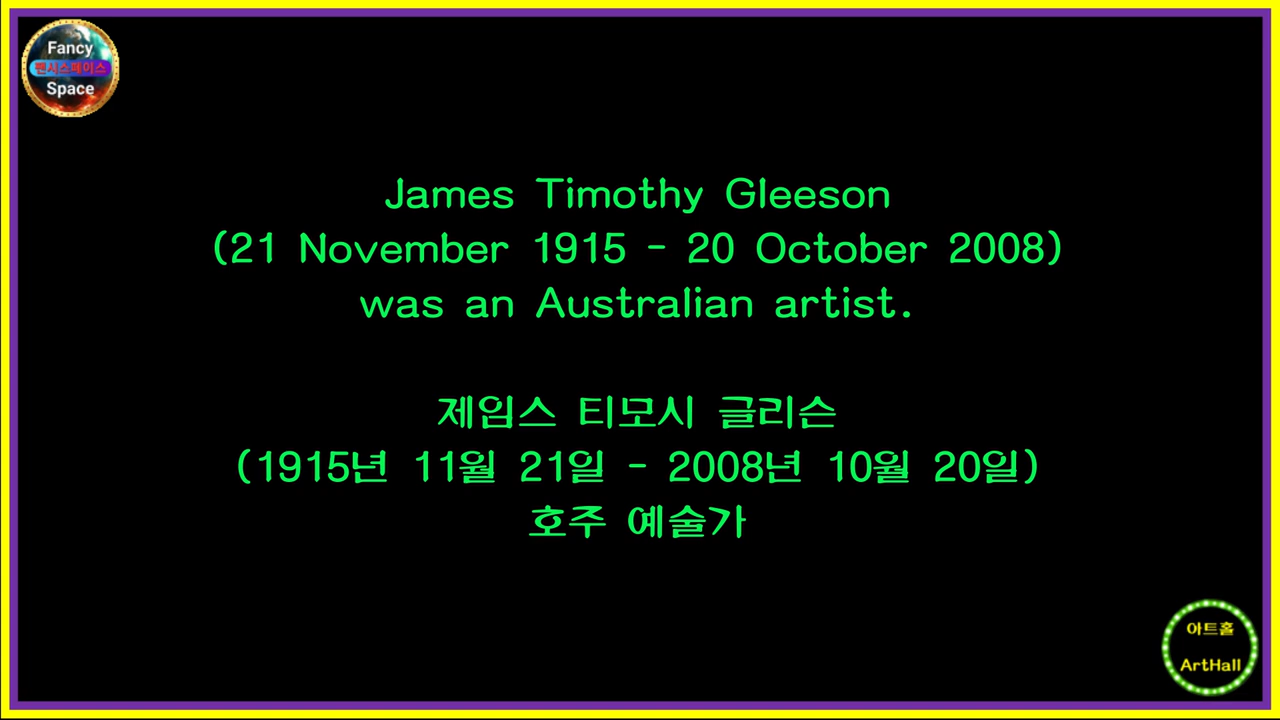 Fancy
팬시스페이스
Space
James Timothy Gleeson
(21 November 1915 - 20 October 2008)
was an Australian artist.
제임스 티모시 글리슨
(1915년 11월 21일 - 2008년 10월 20일)
호주 예술가
아트홀
ArtHall